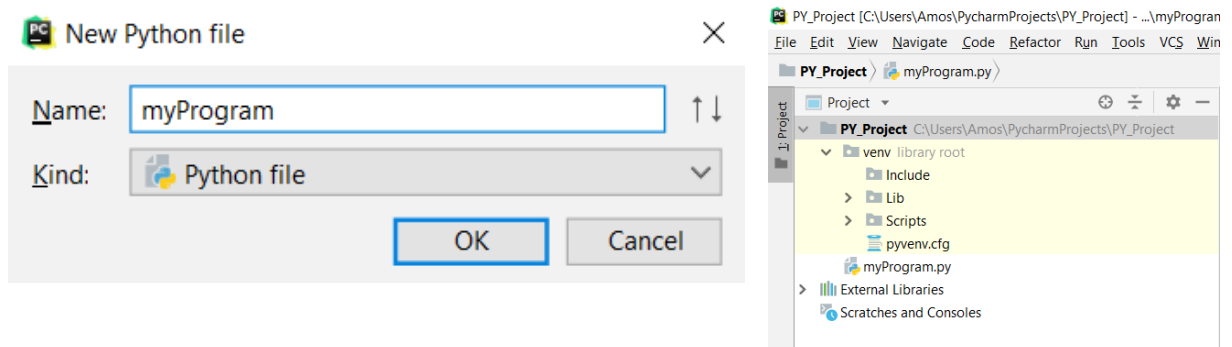 PC New Python file
Name: myProgram
Kind: Python file
OK Cancel
PY_Project [C:\Users\Amos\PycharmProjects\PY_Project] - ...\myProgram
File Edit View Navigate Code Refactor Run Tools VCS Win
PY_Project myProgram.py
1: Project
Project
PY_Project C:\Users\Amos\PycharmProjects\PY_Project
venv library root
Include
Lib
Scripts
pyvenv.cfg
myProgram.py
External Libraries
Scratches and Consoles